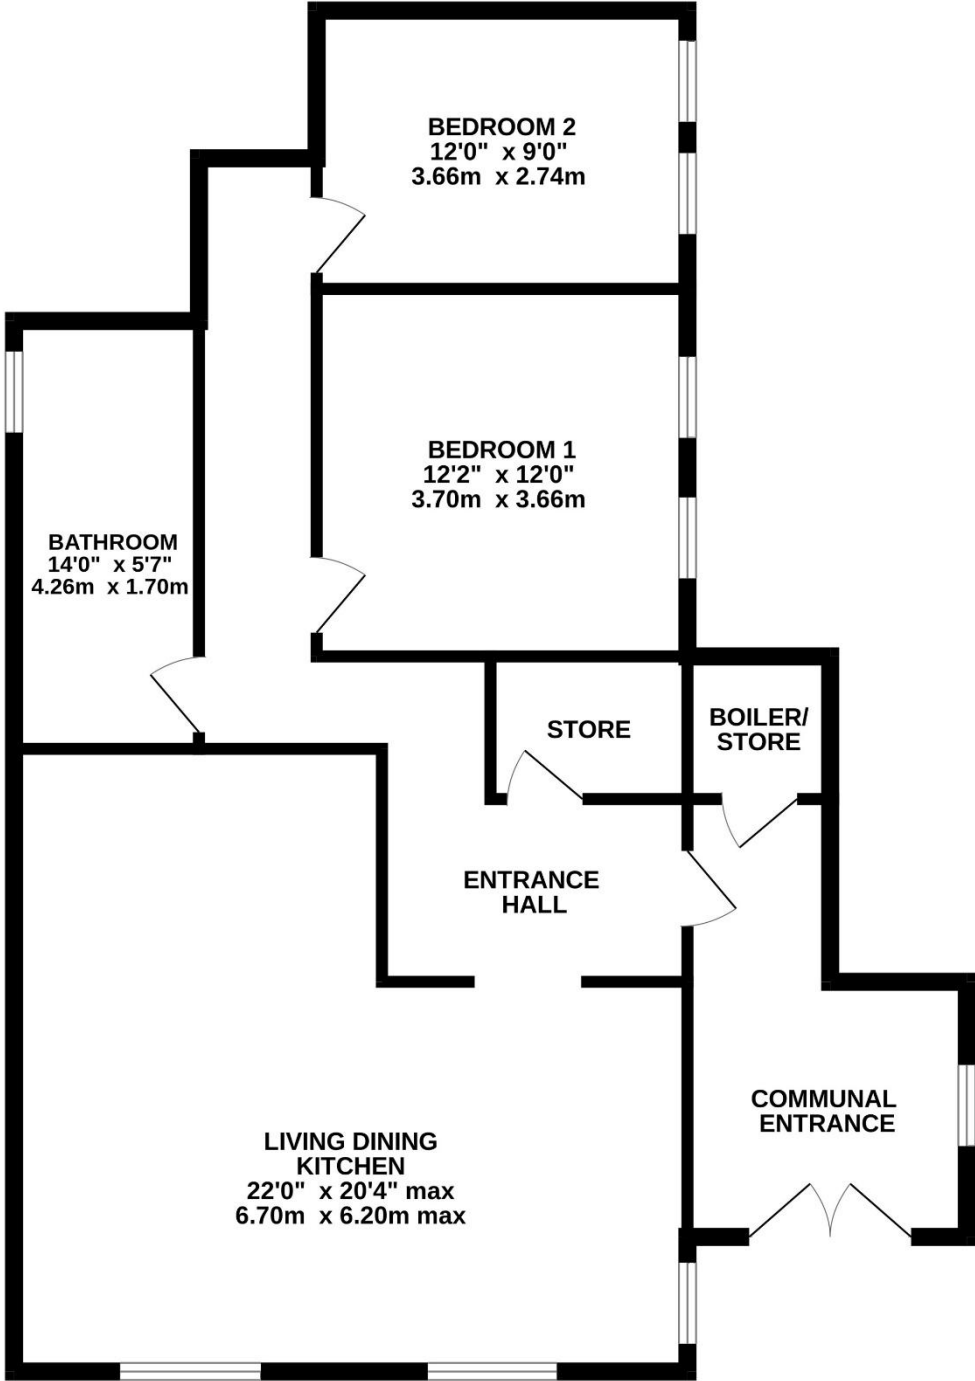 BEDROOM 2
12'0" x 9'0"
3.66m x 2.74m
BEDROOM 1
12'2" x 12'0"
3.70m x 3.66m
BATHROOM
14'0" x 5'7"
4.26m x 1.70m
STORE
BOILER/
STORE
ENTRANCE
HALL
COMMUNAL
ENTRANCE
LIVING DINING
KITCHEN
22'0" x 20'4" max
6.70m x 6.20m max